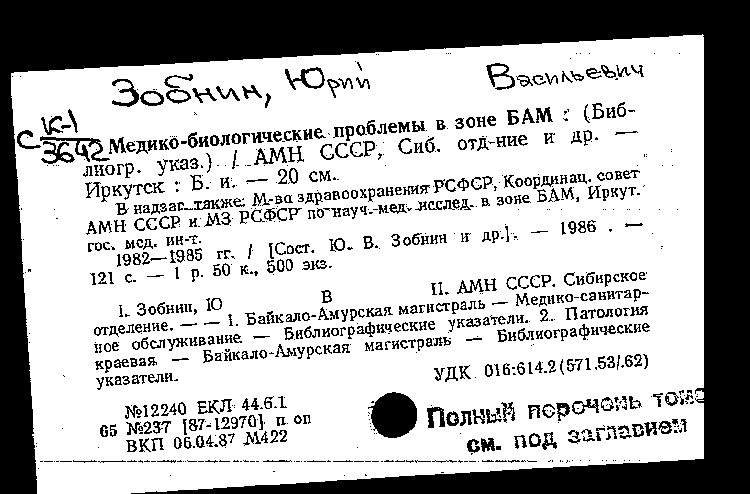 Зобнин, Юрий Васильевич
К-1
С 3642
Медико-биологические проблемы в зоне БАМ : (Биб-
лиогр. указ.) / АМН СССР, Сиб. отд-ние и др. —
Иркутск : Б. и. — 20 см.
В надзаг. также: М-во здравоохранения РСФСР, Координац. совет
АМН СССР и МЗ РСФСР по науч.-мед. исслед. в зоне БАМ, Иркут.
гос. мед. ин-т.
1982—1985 гг. / [Сост. Ю. В. Зобнин и др.]. — 1986 . —
121 с. — 1 р. 50 к., 500 экз.
I. Зобнин, Ю В II. АМН СССР. Сибирское
отделение. — — 1. Байкало-Амурская магистраль — Медико-санитар-
ное обслуживание — Библиографические указатели. 2. Патология
краевая — Байкало-Амурская магистраль — Библиографические
указатели.
УДК 016:614.2(571.53/.62)
№12240 ЕКЛ 44.6.1
65 №237 [87-12970] п оп
ВКП 06.04.87 М422
Полный перечень томо
см. под заглавием